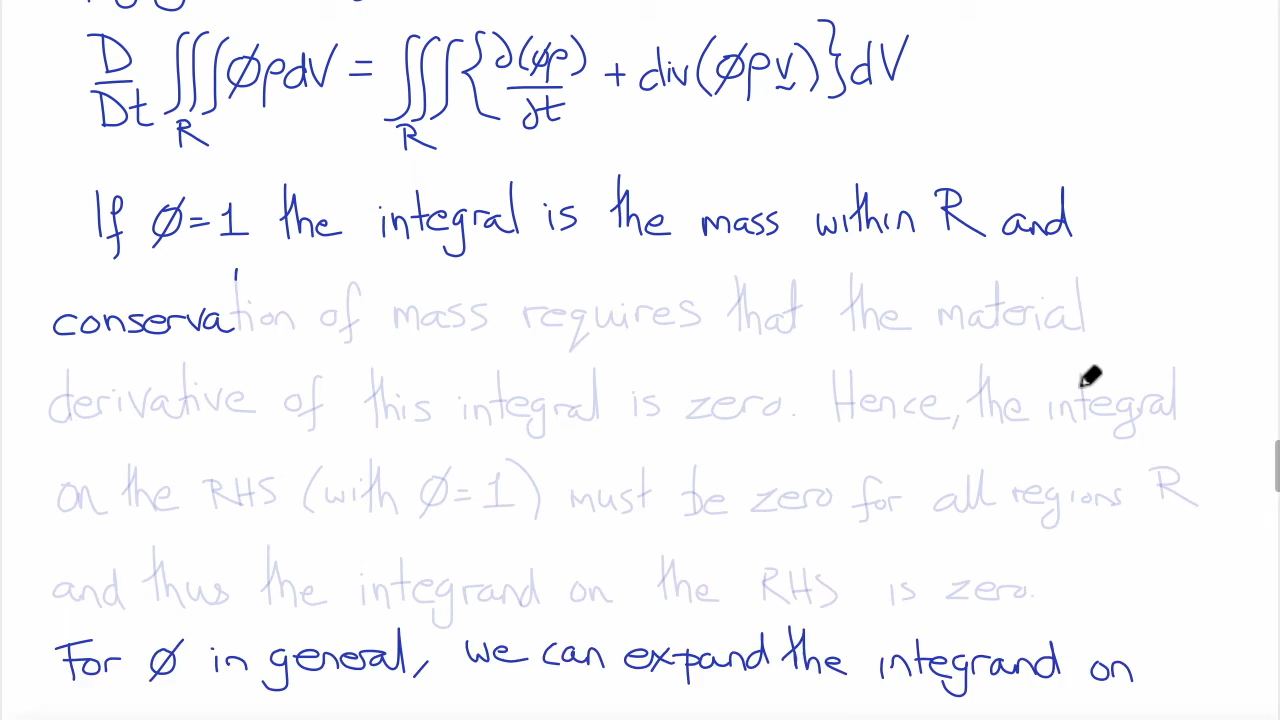 D/Dt ∭_R ϕρdV = ∭_R {∂(ϕρ)/∂t + div(ϕρv̰)}dV
If ϕ=1 the integral is the mass within R and
conservation of mass requires that the material
derivative of this integral is zero. Hence, the integral
on the RHS (with ϕ=1) must be zero for all regions R
and thus the integrand on the RHS is zero.
For ϕ in general, we can expand the integrand on